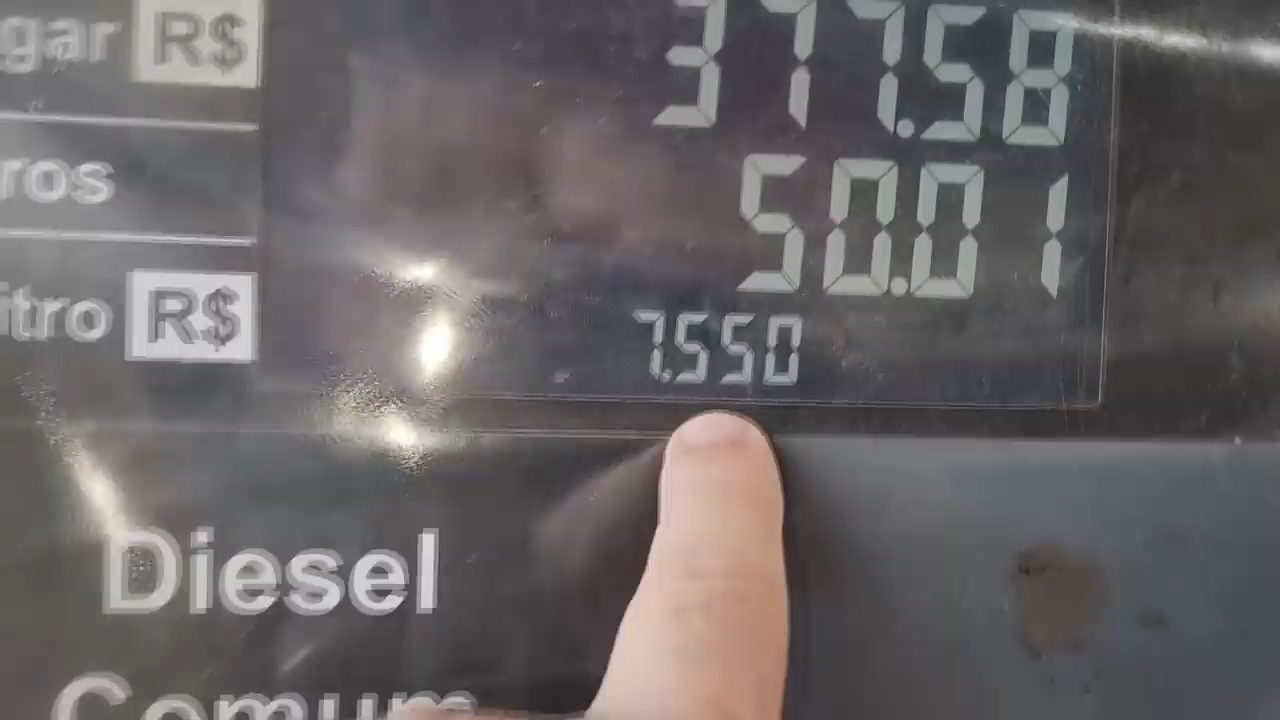 gar R$ 377.58
ros 50.01
itro R$ 7.550
Diesel
Comum